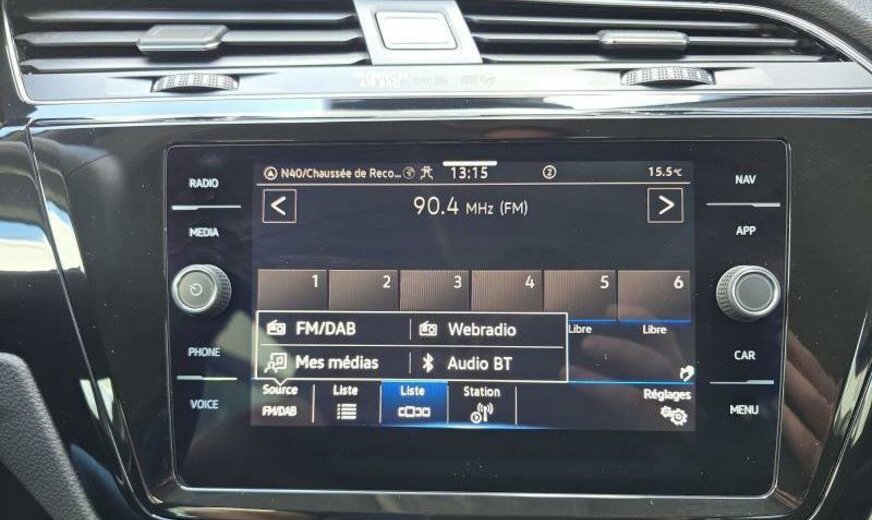 N40/Chaussée de Reco... 13:15 2 15.5°C
RADIO
MEDIA
PHONE
VOICE
NAV
APP
CAR
MENU
< 90.4 MHz (FM) >
1 2 3 4 5 6
FM/DAB Webradio Libre Libre
Mes médias Audio BT
Source Liste Liste Station Réglages
FM/DAB